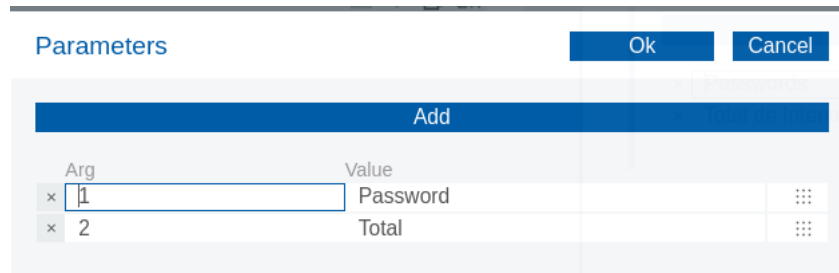 Parameters Ok Cancel
Add
Arg Value
× 1 Password
× 2 Total